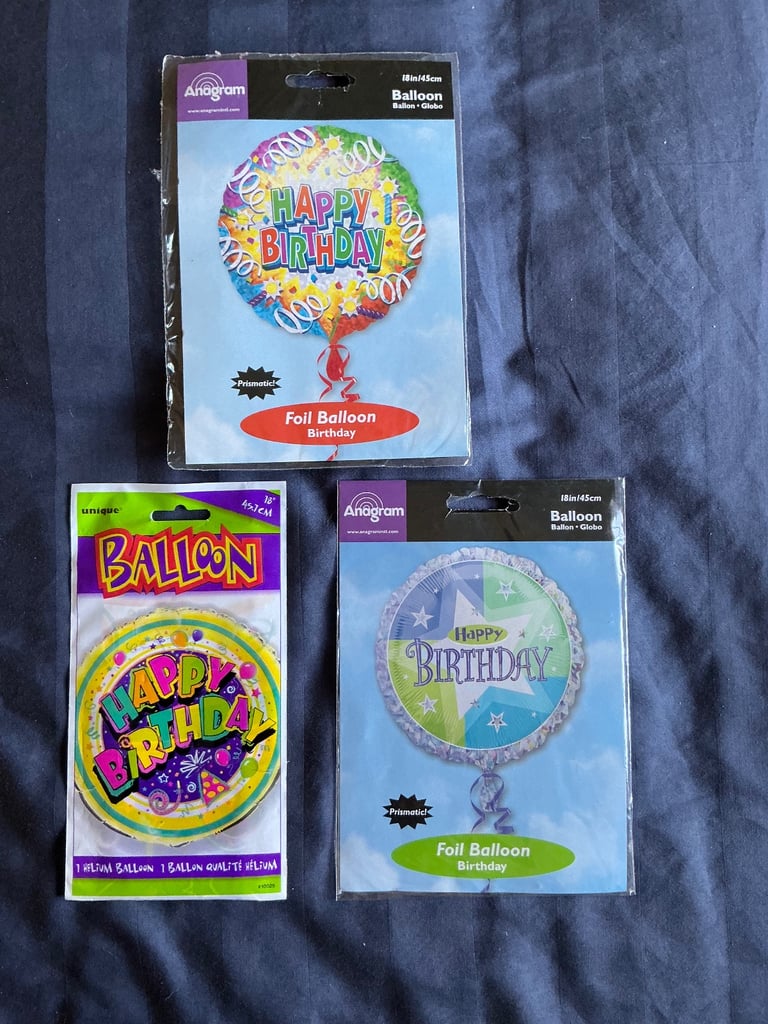 Anagram
www.anagramintl.com
18in/45cm
Balloon
Ballon • Globo
HAPPY
BIRTHDAY
Prismatic!
Foil Balloon
Birthday
unique
18"
45.7CM
BALLOON
HAPPY
BIRTHDAY
1 HELIUM BALLOON 1 BALLON QUALITÉ HÉLIUM
Anagram
www.anagramintl.com
18in/45cm
Balloon
Ballon • Globo
Happy
BIRTHDAY
Prismatic!
Foil Balloon
Birthday